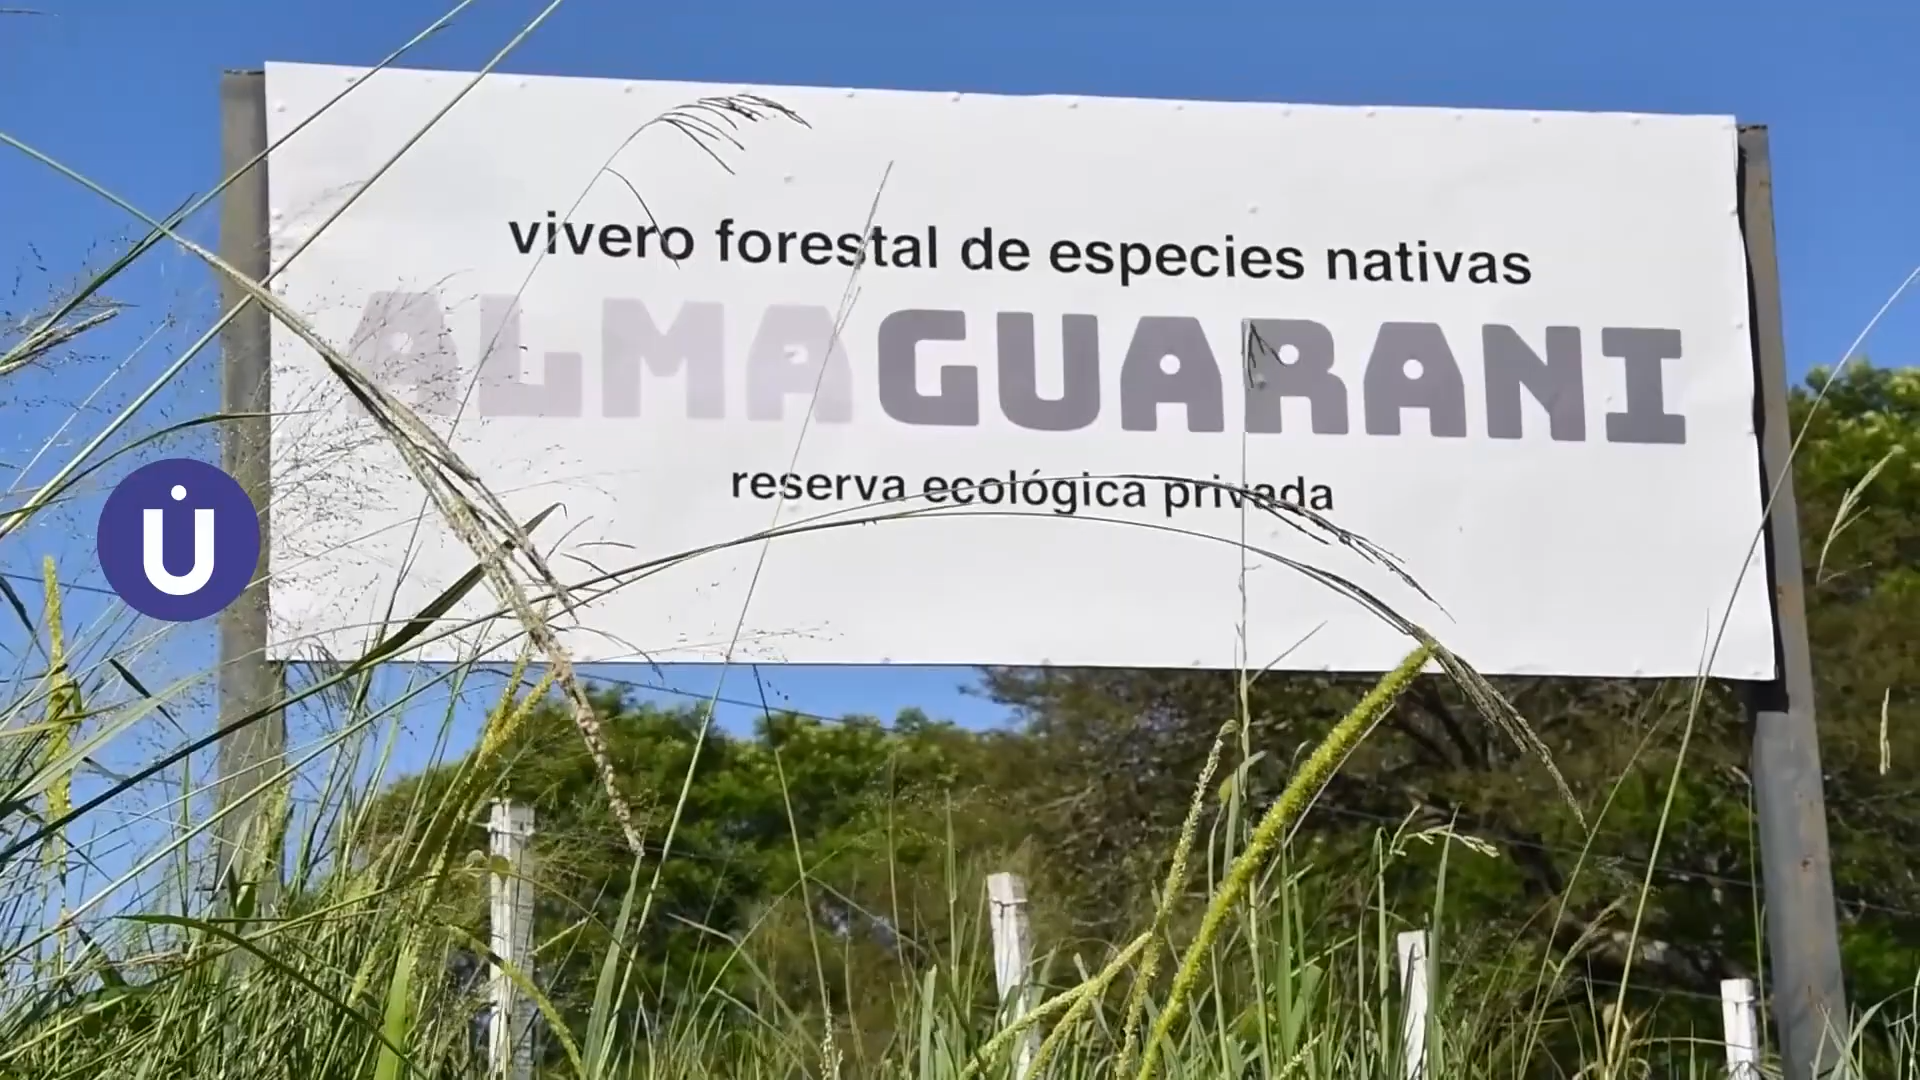 vivero forestal de especies nativas
ALMAGUARANI
reserva ecológica privada
U